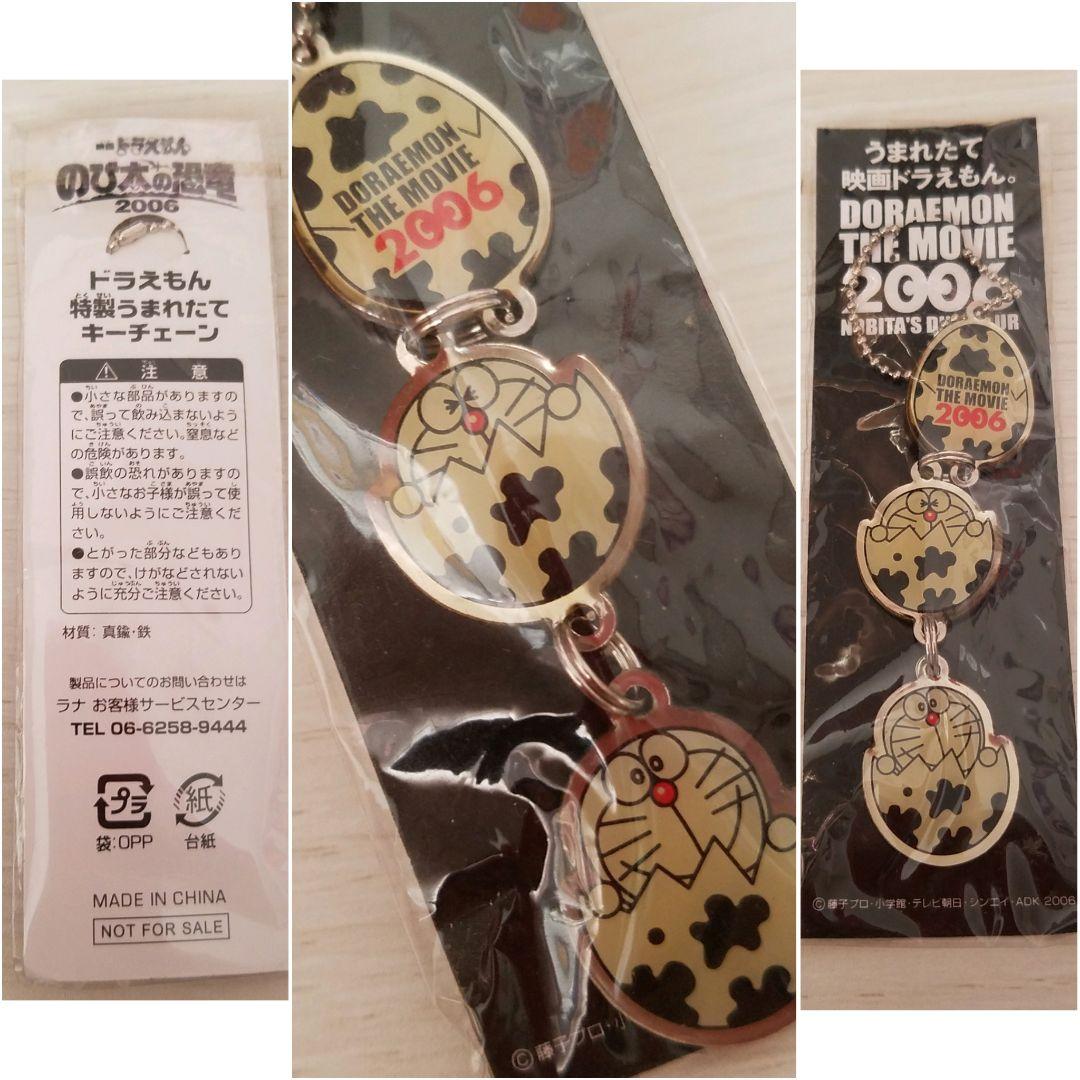 映画ドラえもん
のび太の恐竜
2006
ドラえもん
特製うまれたて
キーチェーン
注意
●小さな部品がありますの
で、誤って飲み込まないよう
にご注意ください。窒息など
の危険があります。
●誤飲の恐れがありますの
で、小さなお子様が誤って使
用しないようにご注意くだ
さい。
●とがった部分などもあり
ますので、けがなどされない
ように充分ご注意ください。
材質:真鍮・鉄
製品についてのお問い合わせは
ラナ お客様サービスセンター
TEL 06-6258-9444
プラ
袋:OPP
紙
台紙
MADE IN CHINA
NOT FOR SALE
DORAEMON
THE MOVIE
2006
©藤子プロ・小
うまれたて
映画ドラえもん。
DORAEMON
THE MOVIE
2006
NOBITA'S
DORAEMON
THE MOVIE
2006
©藤子プロ・小学館・テレビ朝日・シンエイ・ADK 2006